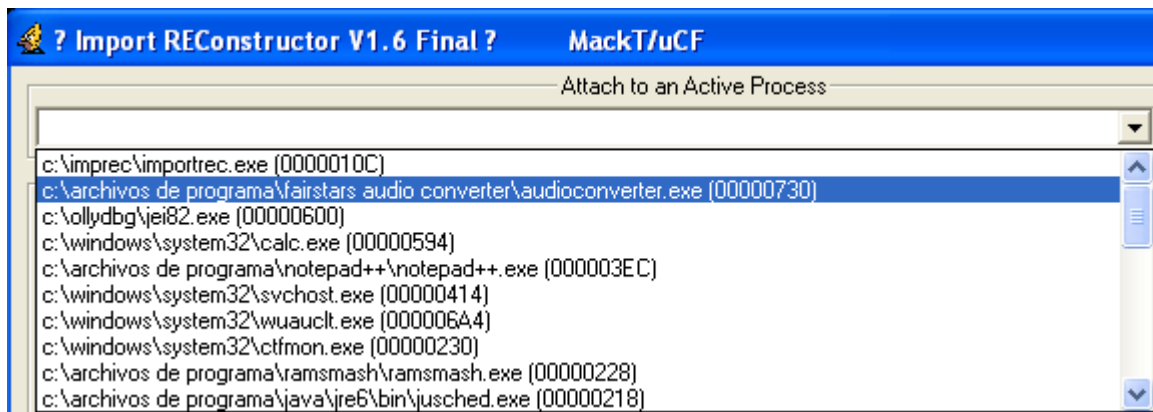 ? Import REConstructor V1.6 Final ? MackT/uCF
Attach to an Active Process
c:\imprec\importrec.exe (0000010C)
c:\archivos de programa\fairstars audio converter\audioconverter.exe (00000730)
c:\ollydbg\jei82.exe (00000600)
c:\windows\system32\calc.exe (00000594)
c:\archivos de programa\notepad++\notepad++.exe (000003EC)
c:\windows\system32\svchost.exe (00000414)
c:\windows\system32\wuauclt.exe (000006A4)
c:\windows\system32\ctfmon.exe (00000230)
c:\archivos de programa\ramsmash\ramsmash.exe (00000228)
c:\archivos de programa\java\jre6\bin\jusched.exe (00000218)